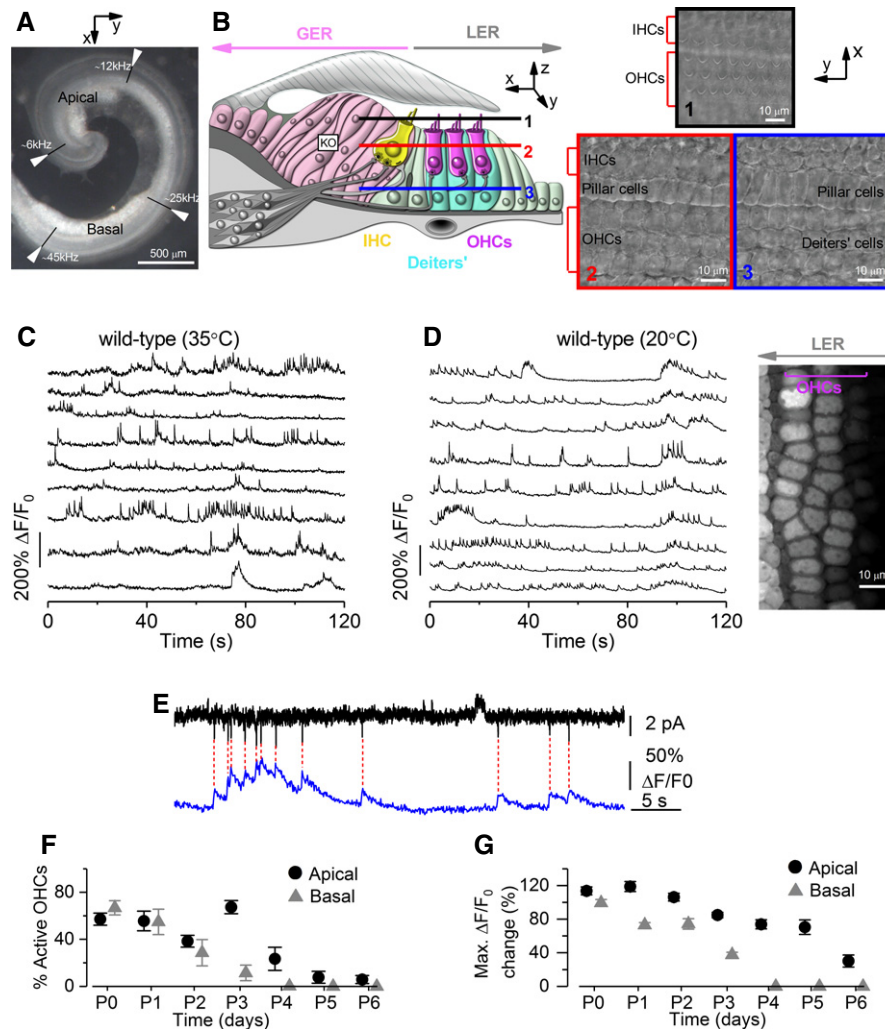 A
x
y
~12kHz
Apical
~6kHz
~25kHz
Basal
~45kHz
500 μm
B
GER
LER
z
x
y
KO
1
2
3
IHC
OHCs
Deiters'
IHCs
OHCs
1
10 μm
y
x
IHCs
Pillar cells
OHCs
2
10 μm
Pillar cells
Deiters' cells
3
10 μm
C
wild-type (35°C)
200% ΔF/F0
0 40 80 120
Time (s)
D
wild-type (20°C)
200% ΔF/F0
0 40 80 120
Time (s)
LER
OHCs
10 μm
E
2 pA
50%
ΔF/F0
5 s
F
Apical
Basal
% Active OHCs
80
40
0
P0 P1 P2 P3 P4 P5 P6
Time (days)
G
Apical
Basal
Max. ΔF/F0
change (%)
120
80
40
0
P0 P1 P2 P3 P4 P5 P6
Time (days)